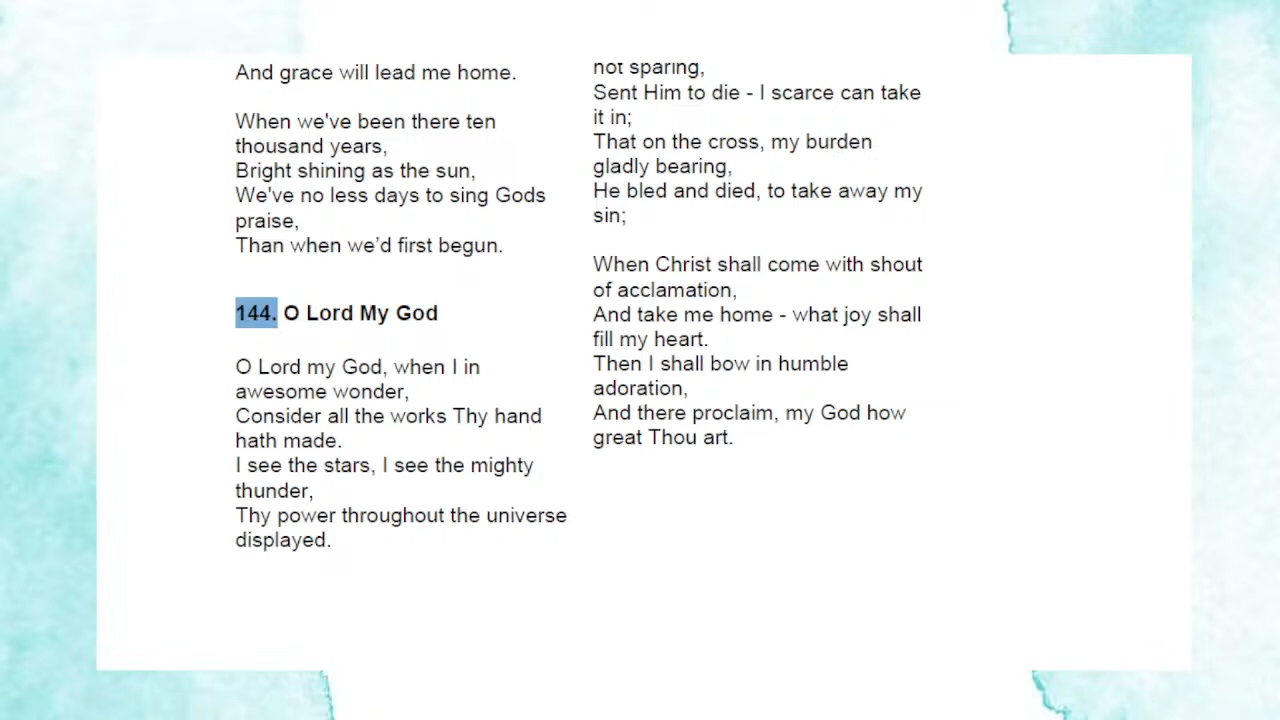 And grace will lead me home.
When we've been there ten
thousand years,
Bright shining as the sun,
We've no less days to sing Gods
praise,
Than when we’d first begun.
144. O Lord My God
O Lord my God, when I in
awesome wonder,
Consider all the works Thy hand
hath made.
I see the stars, I see the mighty
thunder,
Thy power throughout the universe
displayed.
not sparing,
Sent Him to die - I scarce can take
it in;
That on the cross, my burden
gladly bearing,
He bled and died, to take away my
sin;
When Christ shall come with shout
of acclamation,
And take me home - what joy shall
fill my heart.
Then I shall bow in humble
adoration,
And there proclaim, my God how
great Thou art.